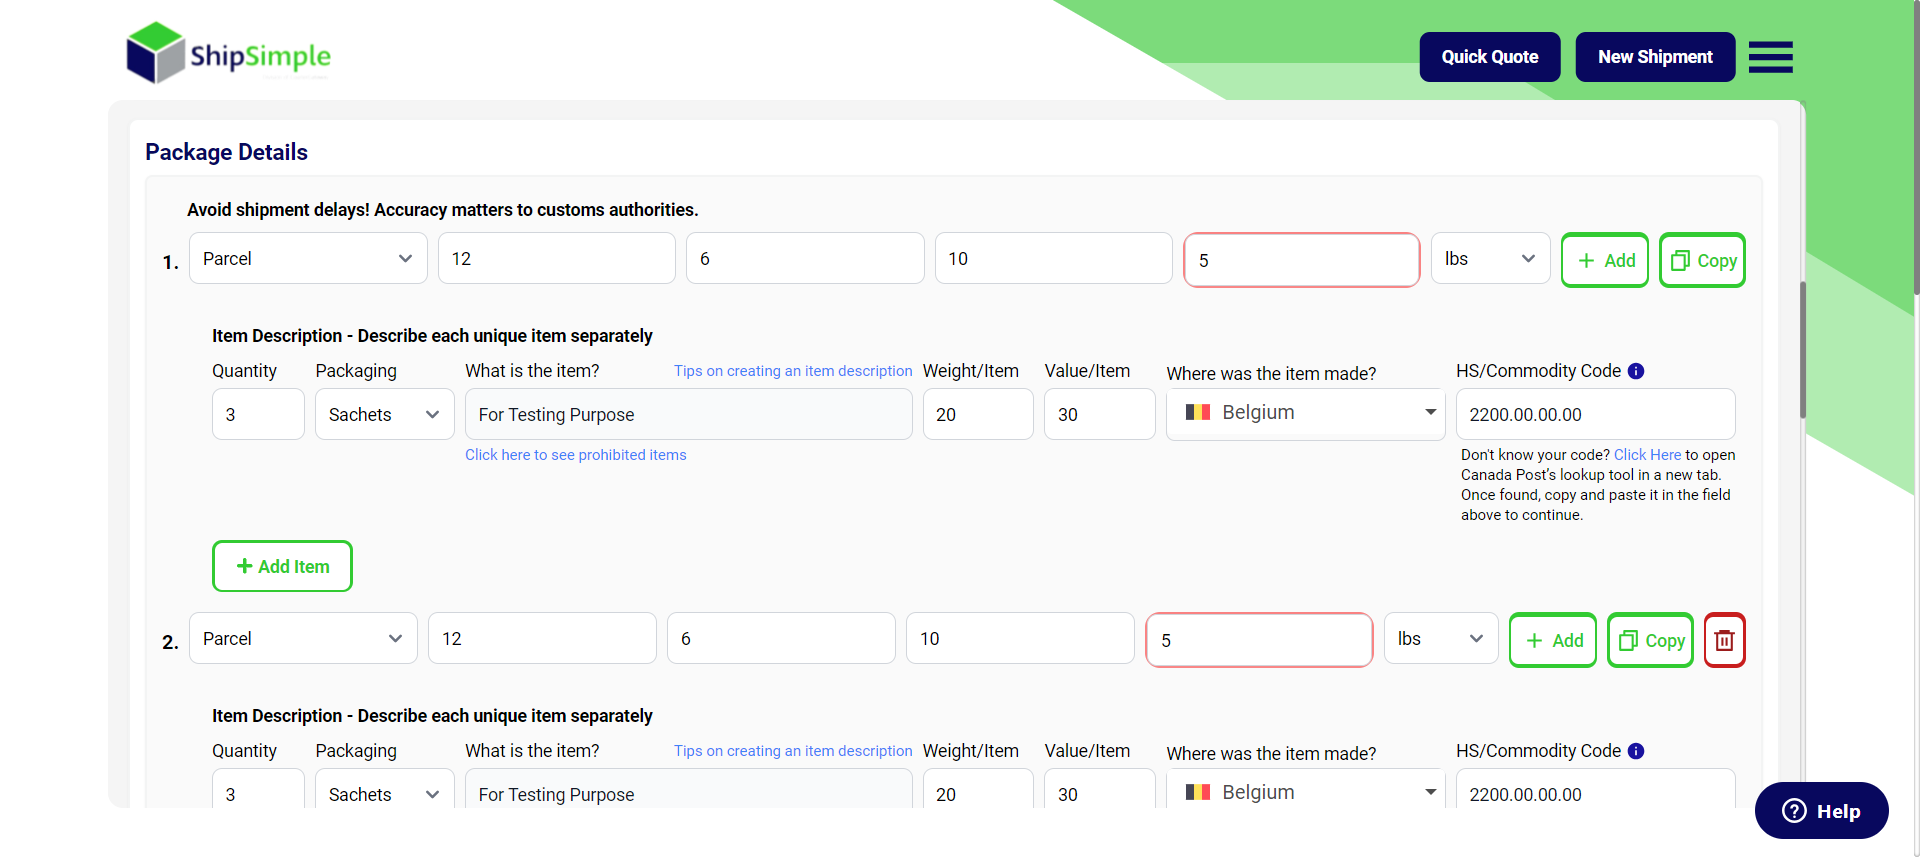 ShipSimple
Quick Quote
New Shipment
Package Details
Avoid shipment delays! Accuracy matters to customs authorities.
1. Parcel 12 6 10 5 lbs + Add Copy
Item Description - Describe each unique item separately
Quantity Packaging What is the item? Tips on creating an item description Weight/Item Value/Item Where was the item made? HS/Commodity Code i
3 Sachets For Testing Purpose 20 30 Belgium 2200.00.00.00
Click here to see prohibited items
Don't know your code? Click Here to open
Canada Post’s lookup tool in a new tab.
Once found, copy and paste it in the field
above to continue.
+ Add Item
2. Parcel 12 6 10 5 lbs + Add Copy
Item Description - Describe each unique item separately
Quantity Packaging What is the item? Tips on creating an item description Weight/Item Value/Item Where was the item made? HS/Commodity Code i
3 Sachets For Testing Purpose 20 30 Belgium 2200.00.00.00
? Help